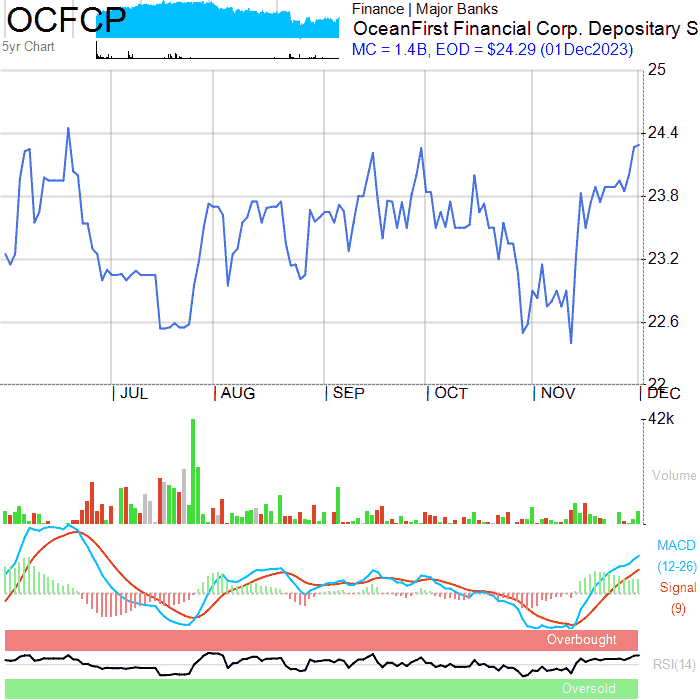 OCFCP
5yr Chart
Finance | Major Banks
OceanFirst Financial Corp. Depositary S
MC = 1.4B, EOD = $24.29 (01Dec2023)
25
24.4
23.8
23.2
22.6
22
JUL AUG SEP OCT NOV DEC
42k
Volume
MACD
(12-26)
Signal
(9)
Overbought
RSI(14)
Oversold